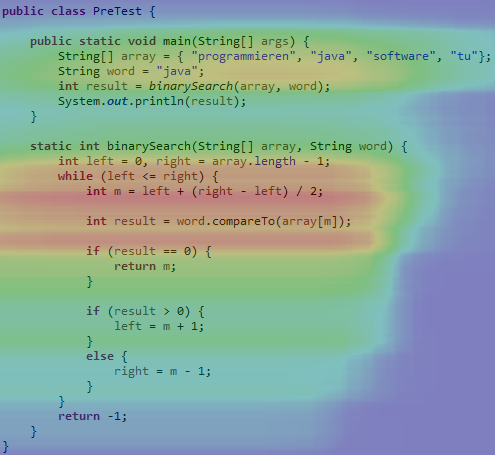 public class PreTest {
public static void main(String[] args) {
String[] array = { "programmieren", "java", "software", "tu"};
String word = "java";
int result = binarySearch(array, word);
System.out.println(result);
}
static int binarySearch(String[] array, String word) {
int left = 0, right = array.length - 1;
while (left <= right) {
int m = left + (right - left) / 2;
int result = word.compareTo(array[m]);
if (result == 0) {
return m;
}
if (result > 0) {
left = m + 1;
}
else {
right = m - 1;
}
}
return -1;
}
}